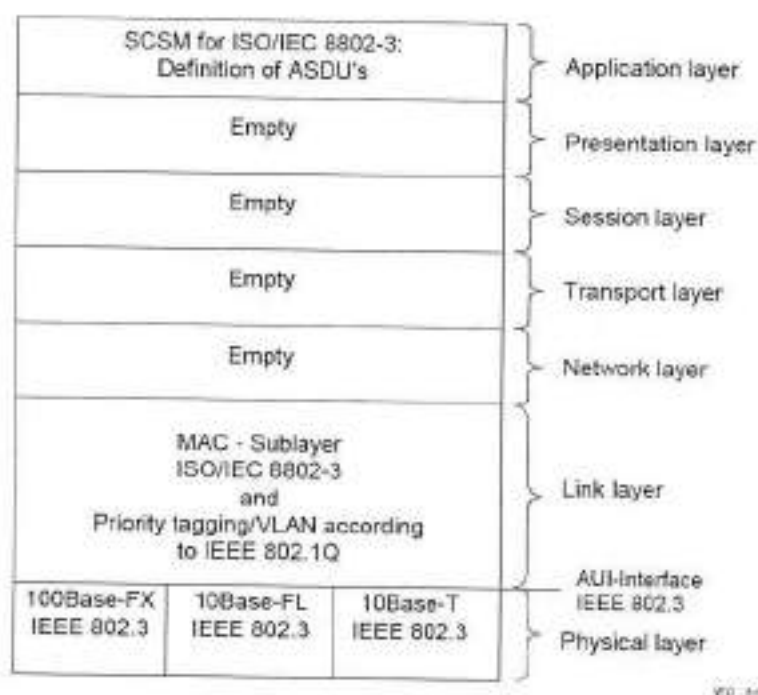 SCSM for ISO/IEC 8802-3:
Definition of ASDU's
Application layer
Empty
Presentation layer
Empty
Session layer
Empty
Transport layer
Empty
Network layer
MAC - Sublayer
ISO/IEC 8802-3
and
Priority tagging/VLAN according
to IEEE 802.1Q
Link layer
AUI-Interface
IEEE 802.3
100Base-FX
IEEE 802.3
10Base-FL
IEEE 802.3
10Base-T
IEEE 802.3
Physical layer